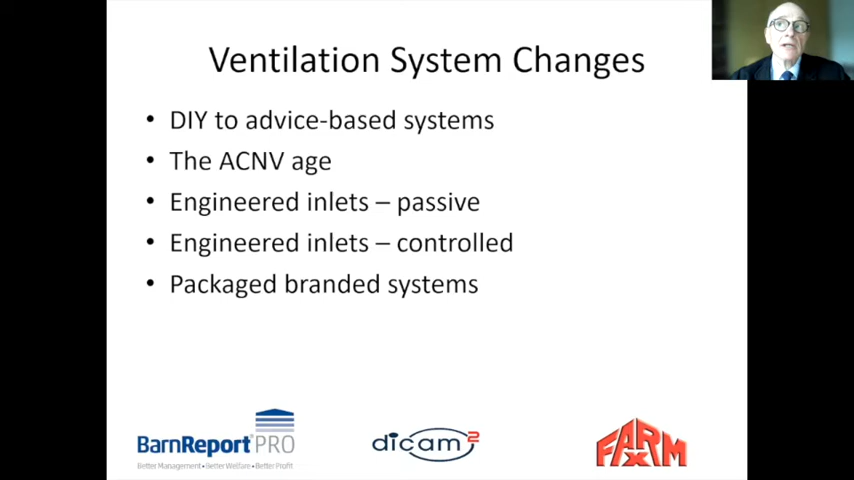 Ventilation System Changes
• DIY to advice-based systems
• The ACNV age
• Engineered inlets – passive
• Engineered inlets – controlled
• Packaged branded systems
BarnReport PRO
Better Management • Better Welfare • Better Profit
dicam2
FARMEX